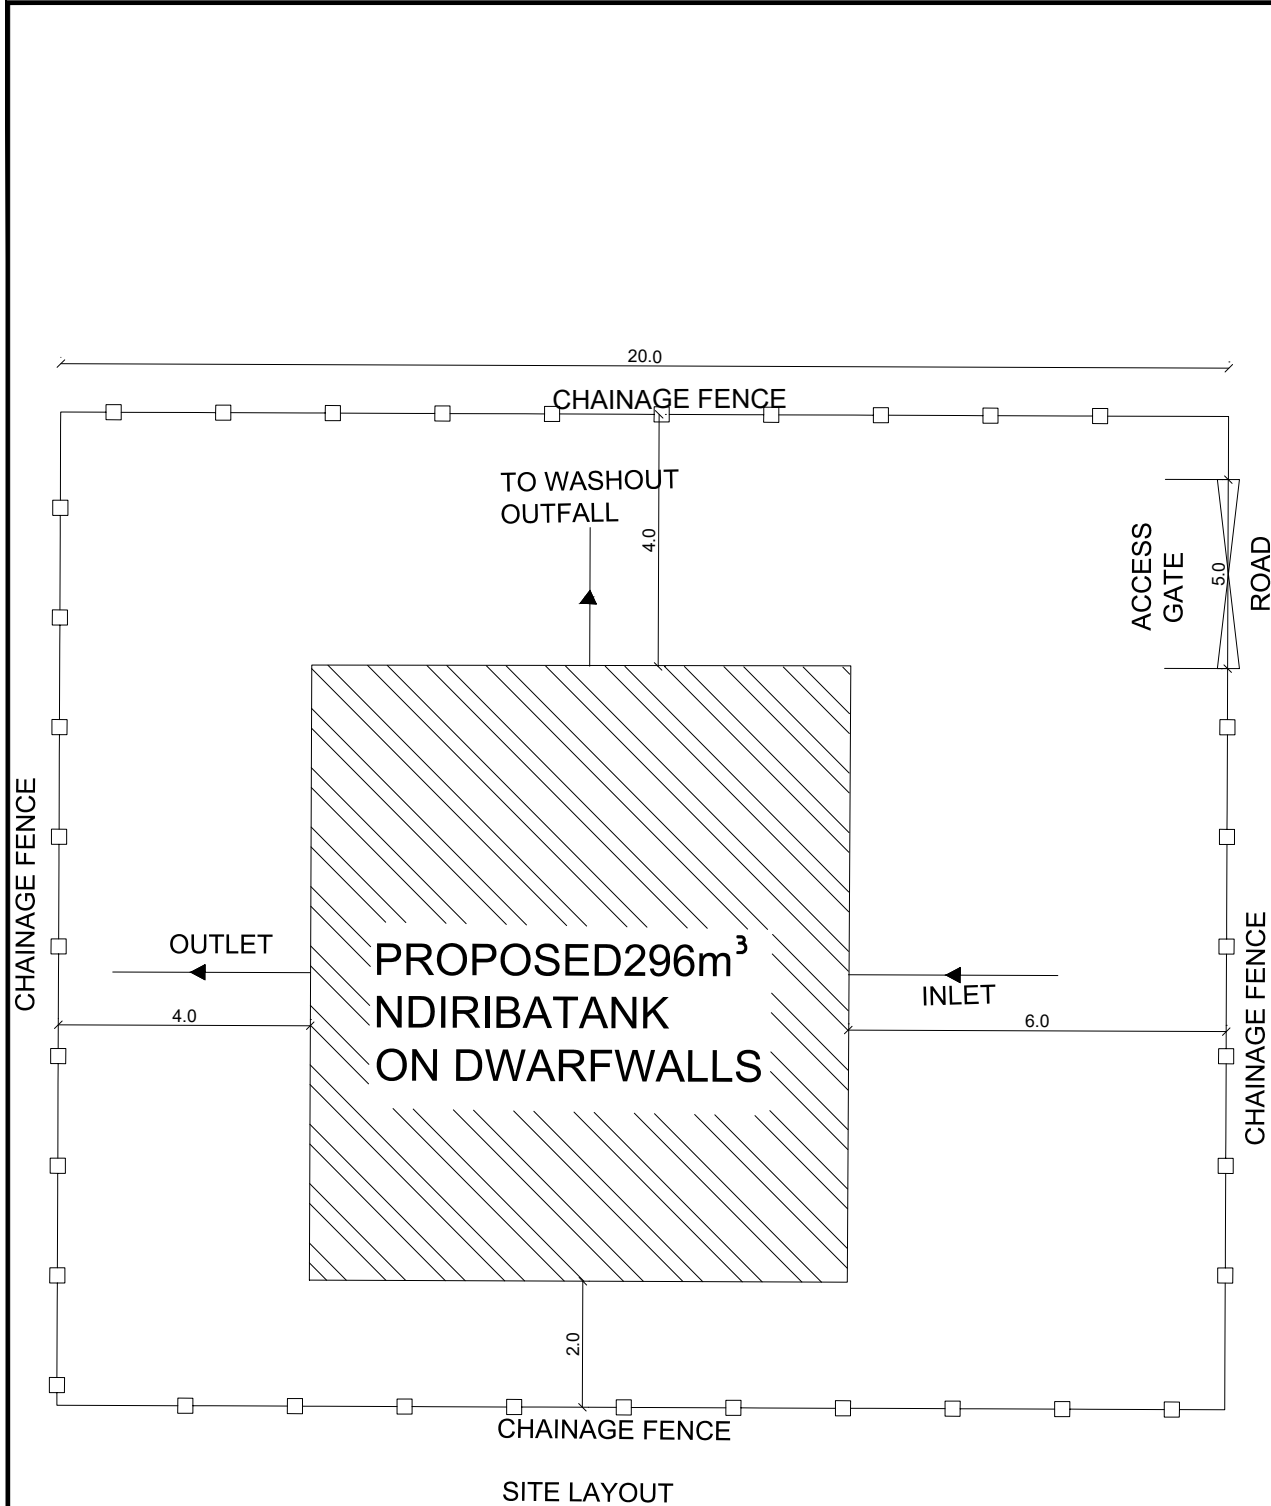 20.0
CHAINAGE FENCE
TO WASHOUT
OUTFALL
4.0
ACCESS
GATE
5.0
ROAD
CHAINAGE FENCE
OUTLET
4.0
PROPOSED296m³
NDIRIBATANK
ON DWARFWALLS
INLET
6.0
CHAINAGE FENCE
2.0
CHAINAGE FENCE
SITE LAYOUT